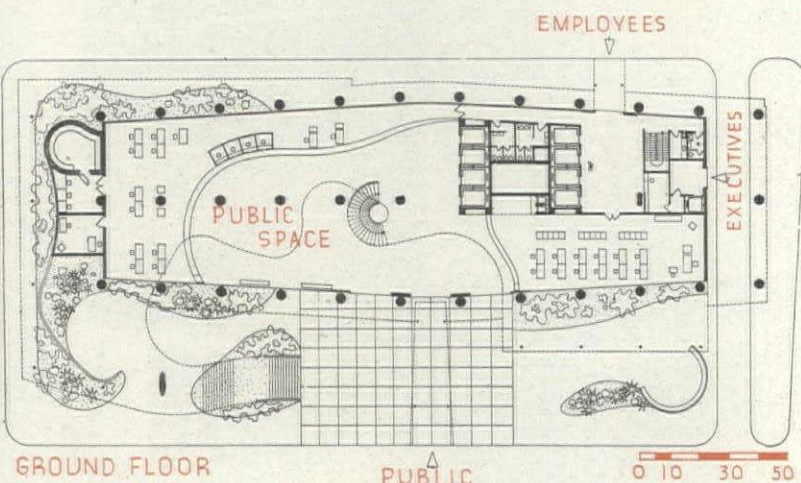 EMPLOYEES
EXECUTIVES
PUBLIC
SPACE
GROUND FLOOR
PUBLIC
0 10 30 50